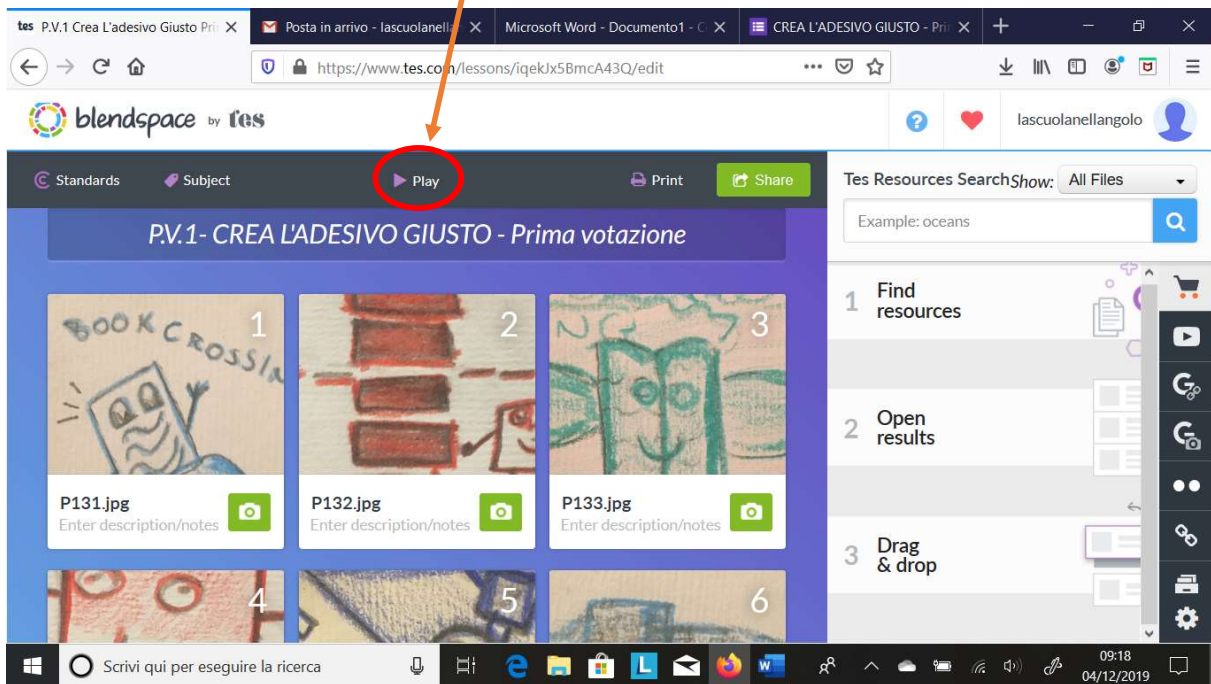 tes P.V.1 Crea L'adesivo Giusto Pri
Posta in arrivo - lascuolanella
Microsoft Word - Documento1 - C
CREA L'ADESIVO GIUSTO - Prim
https://www.tes.com/lessons/iqekJx5BmcA43Q/edit
blendspace by tes
lascuolanellangolo
Standards
Subject
Play
Print
Share
Tes Resources Search Show: All Files
Example: oceans
P.V.1- CREA L'ADESIVO GIUSTO - Prima votazione
1
BOOK CROSSIN
2
3
NG
P131.jpg
Enter description/notes
P132.jpg
Enter description/notes
P133.jpg
Enter description/notes
4
5
6
1 Find
resources
2 Open
results
3 Drag
& drop
Scrivi qui per eseguire la ricerca
09:18
04/12/2019